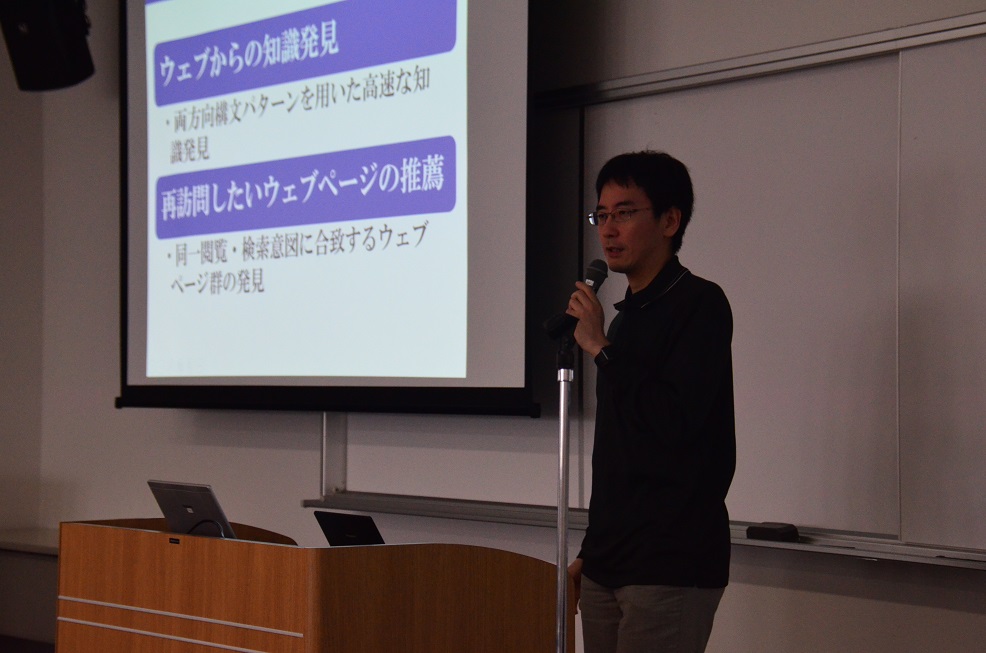 ウェブからの知識発見
・両方向構文パターンを用いた高速な知
識発見
再訪問したいウェブページの推薦
・同一閲覧・検索意図に合致するウェブ
ページ群の発見